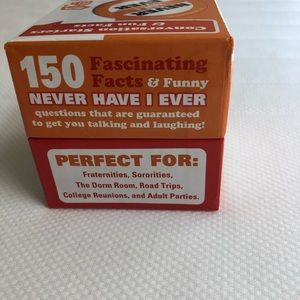 Conversation Starters
& Fun Facts
150 Fascinating
Facts & Funny
NEVER HAVE I EVER
questions that are guaranteed
to get you talking and laughing!
PERFECT FOR:
Fraternities, Sororities,
The Dorm Room, Road Trips,
College Reunions, and Adult Parties.